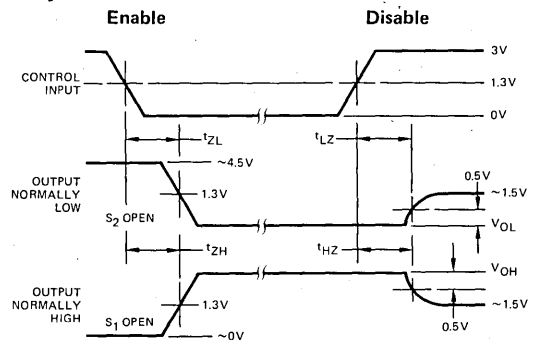 Enable Disable
CONTROL
INPUT
3V
1.3V
0V
tZL tLZ
~4.5V
OUTPUT
NORMALLY
LOW
1.3V
0.5V
~1.5V
S2 OPEN
VOL
tZH tHZ
VOH
OUTPUT
NORMALLY
HIGH
1.3V
~1.5V
S1 OPEN
~0V
0.5V